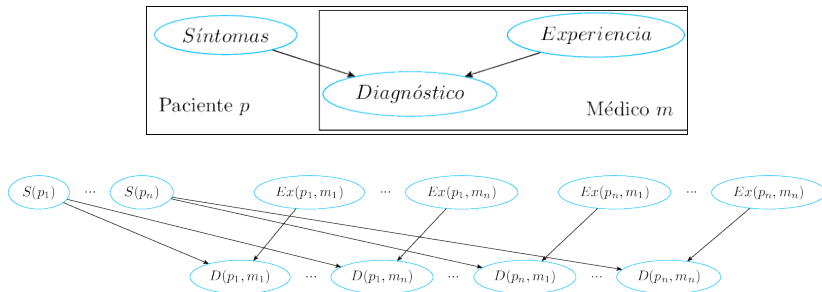 Síntomas
Experiencia
Diagnóstico
Paciente p
Médico m
S(p₁) ··· S(pₙ) Ex(p₁, m₁) ··· Ex(p₁, mₙ) Ex(pₙ, m₁) ··· Ex(pₙ, mₙ)
D(p₁, m₁) ··· D(p₁, mₙ) ··· D(pₙ, m₁) ··· D(pₙ, mₙ)